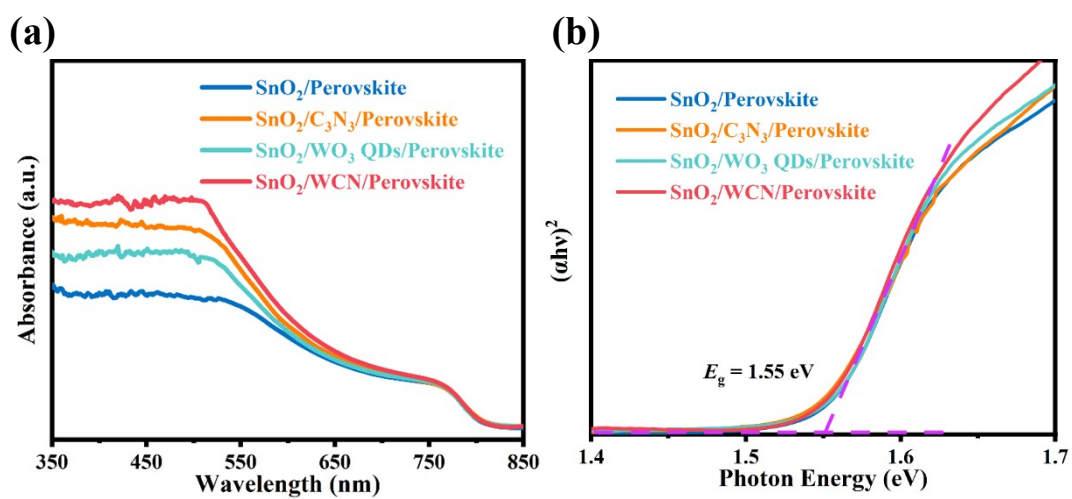 (a)
SnO₂/Perovskite
SnO₂/C₃N₃/Perovskite
SnO₂/WO₃ QDs/Perovskite
SnO₂/WCN/Perovskite
Absorbance (a.u.)
350 450 550 650 750 850
Wavelength (nm)
(b)
SnO₂/Perovskite
SnO₂/C₃N₃/Perovskite
SnO₂/WO₃ QDs/Perovskite
SnO₂/WCN/Perovskite
(αhν)²
E_g = 1.55 eV
1.4 1.5 1.6 1.7
Photon Energy (eV)